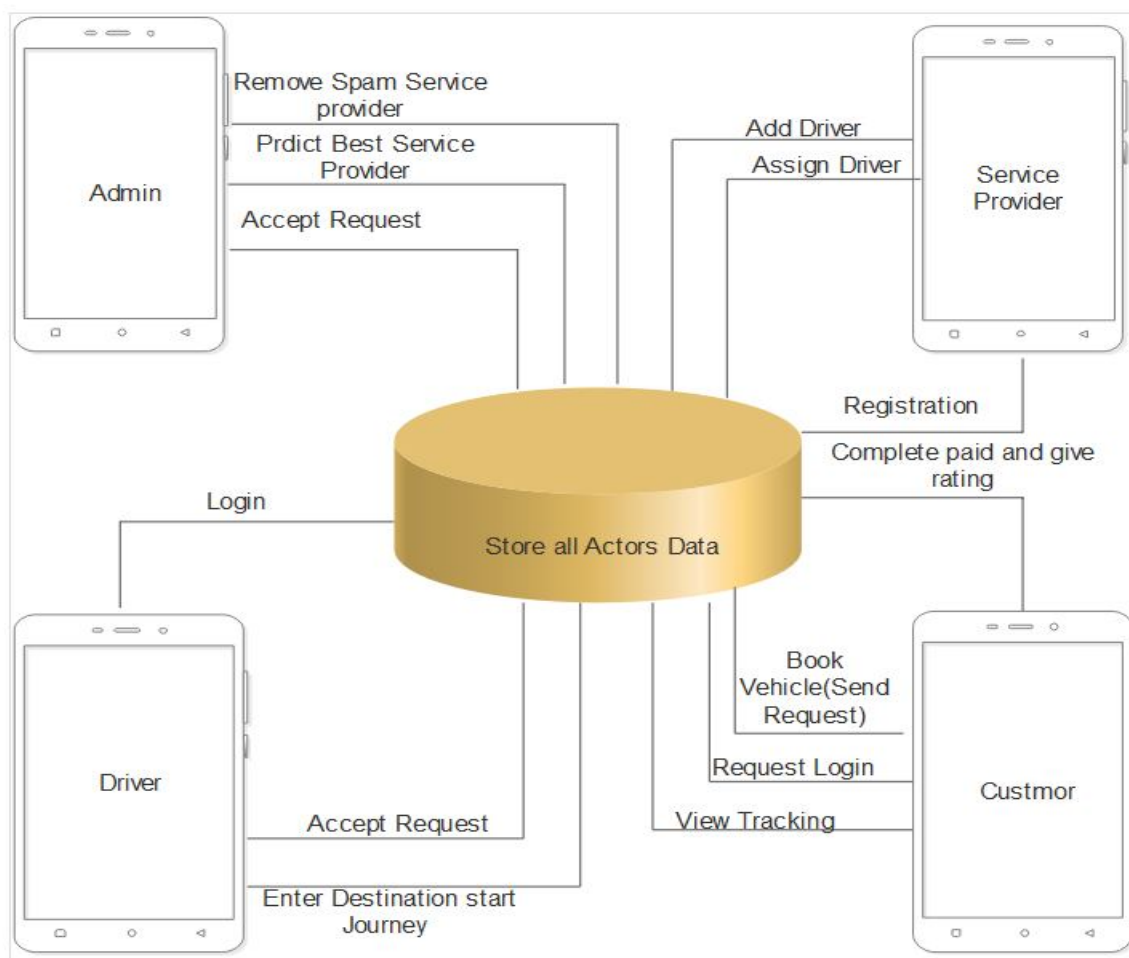 Remove Spam Service
provider
Prdict Best Service
Provider
Admin
Accept Request
Add Driver
Assign Driver
Service
Provider
Registration
Complete paid and give
rating
Login
Store all Actors Data
Driver
Accept Request
Enter Destination start
Journey
Book
Vehicle(Send
Request)
Request Login
View Tracking
Custmor